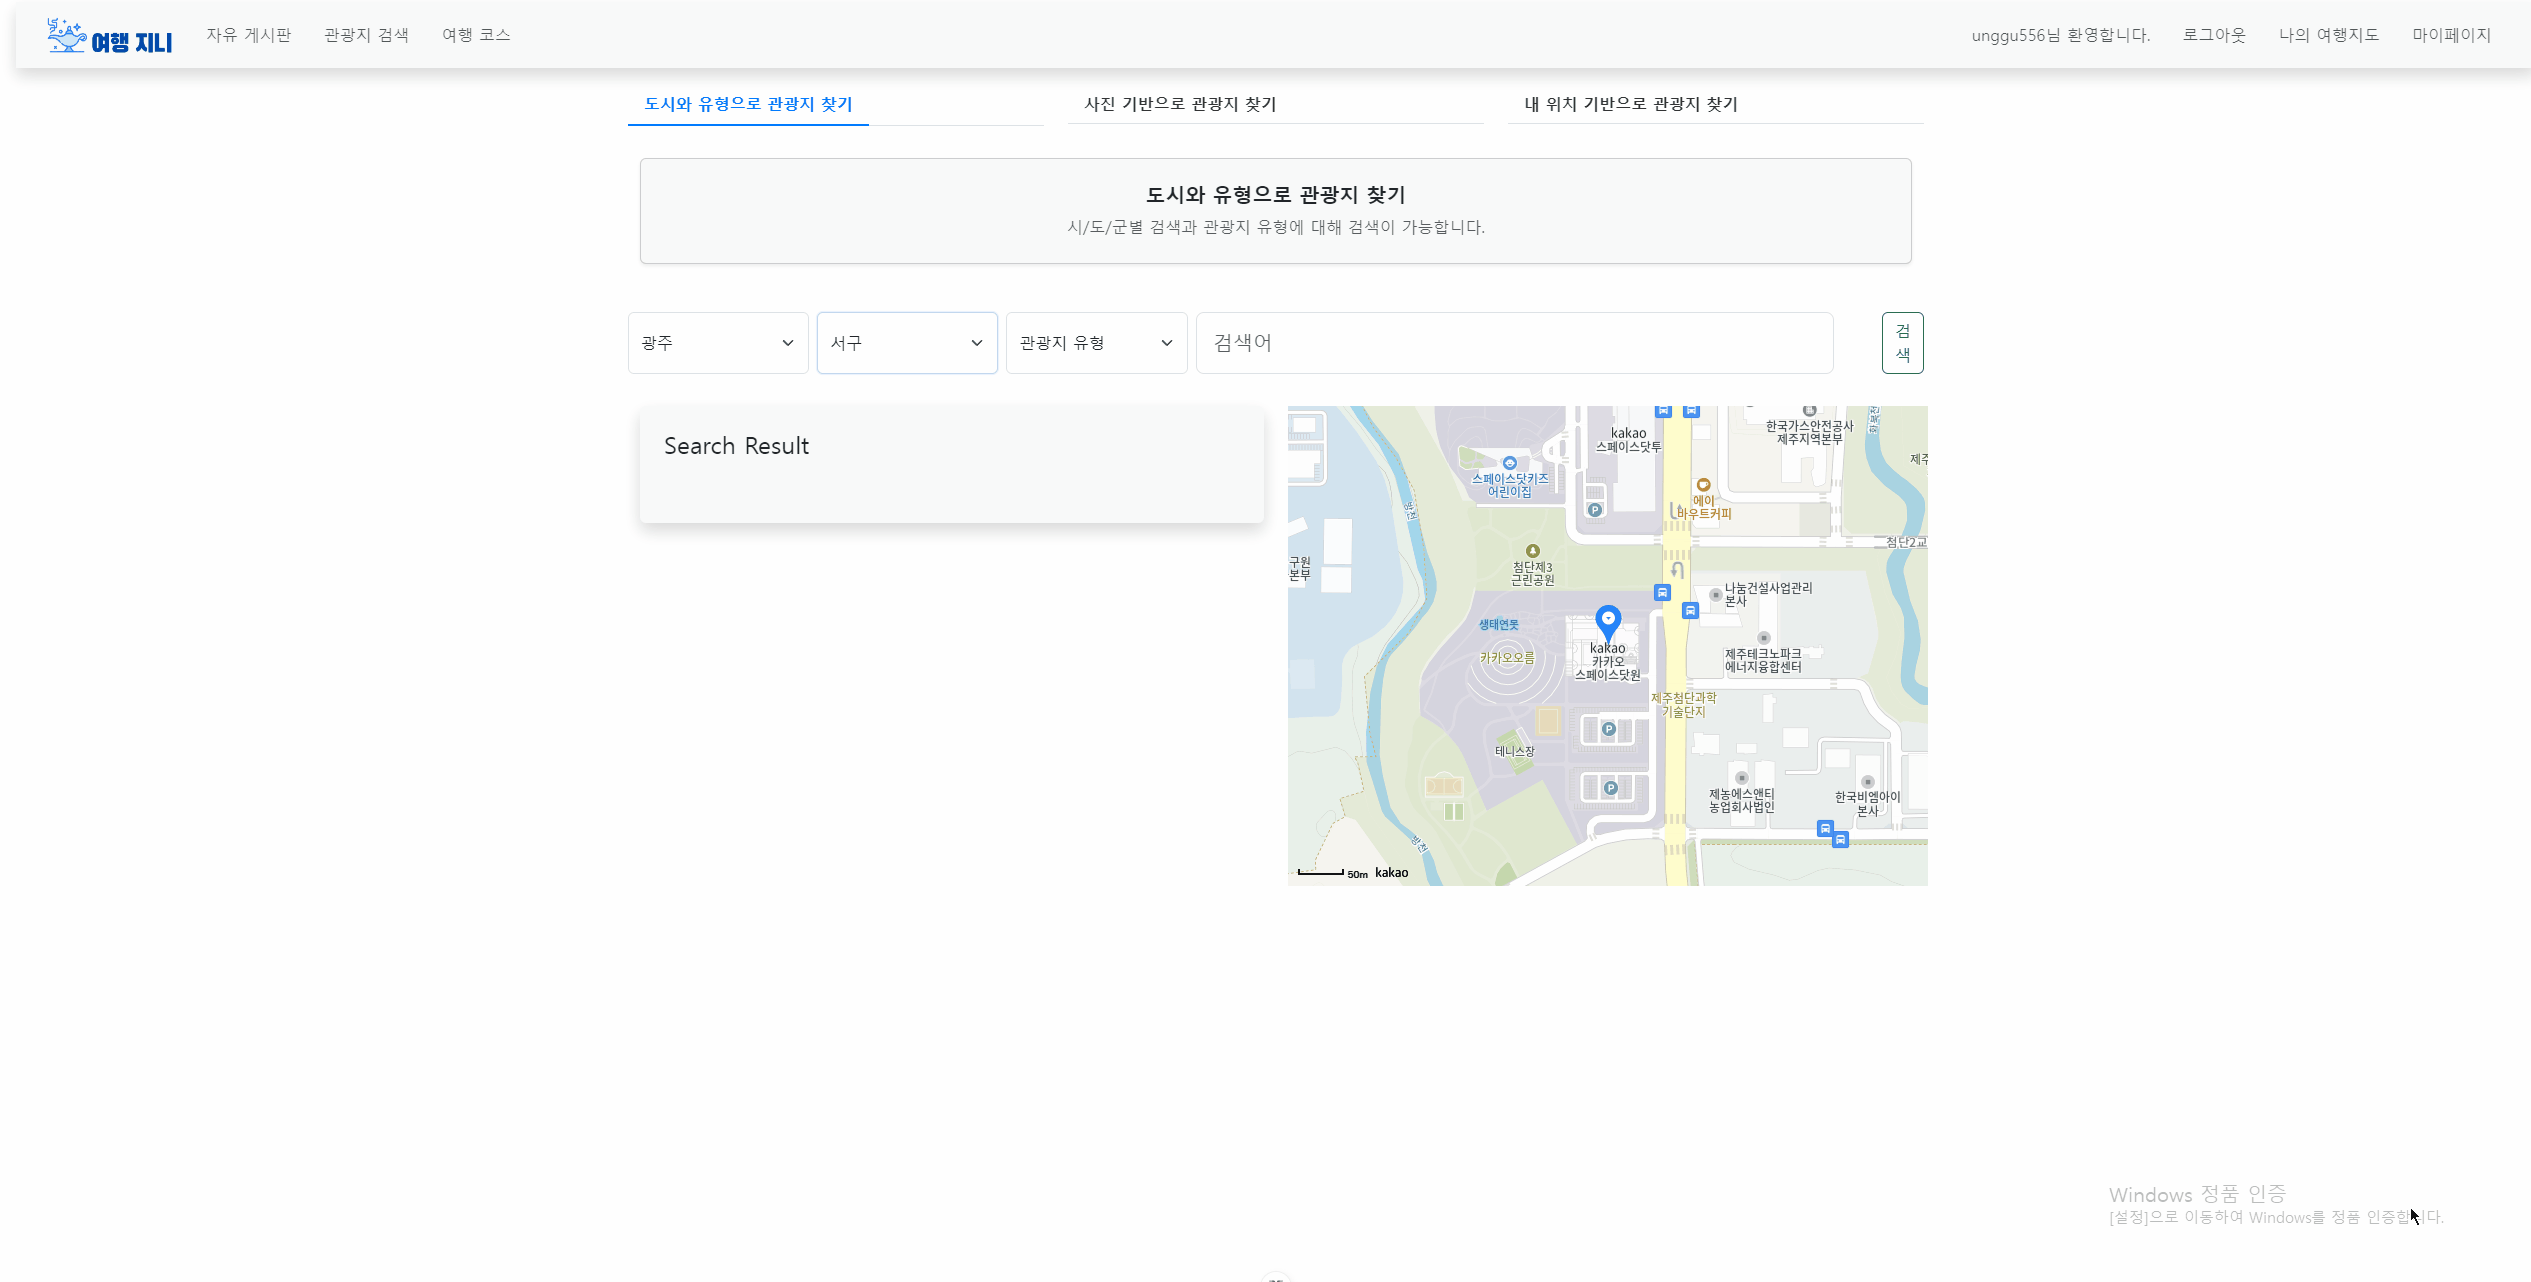 여행 지니
자유 게시판
관광지 검색
여행 코스
unggu556님 환영합니다.
로그아웃
나의 여행지도
마이페이지
도시와 유형으로 관광지 찾기
사진 기반으로 관광지 찾기
내 위치 기반으로 관광지 찾기
도시와 유형으로 관광지 찾기
시/도/군별 검색과 관광지 유형에 대해 검색이 가능합니다.
광주
서구
관광지 유형
검색어
검
색
Search Result
kakao
스페이스닷투
한국가스안전공사
제주지역본부
제주
스페이스닷키즈
어린이집
P
에이
바우트커피
방천
첨단2교
구원
본부
첨단제3
근린공원
나눔건설사업관리
본사
생태연못
카카오오름
kakao
카카오
스페이스닷원
제주테크노파크
에너지융합센터
제주첨단과학
기술단지
P
테니스장
P
제농에스앤티
농업회사법인
한국비엠아이
본사
방천
50m kakao
Windows 정품 인증
[설정]으로 이동하여 Windows를 정품 인증합니다.